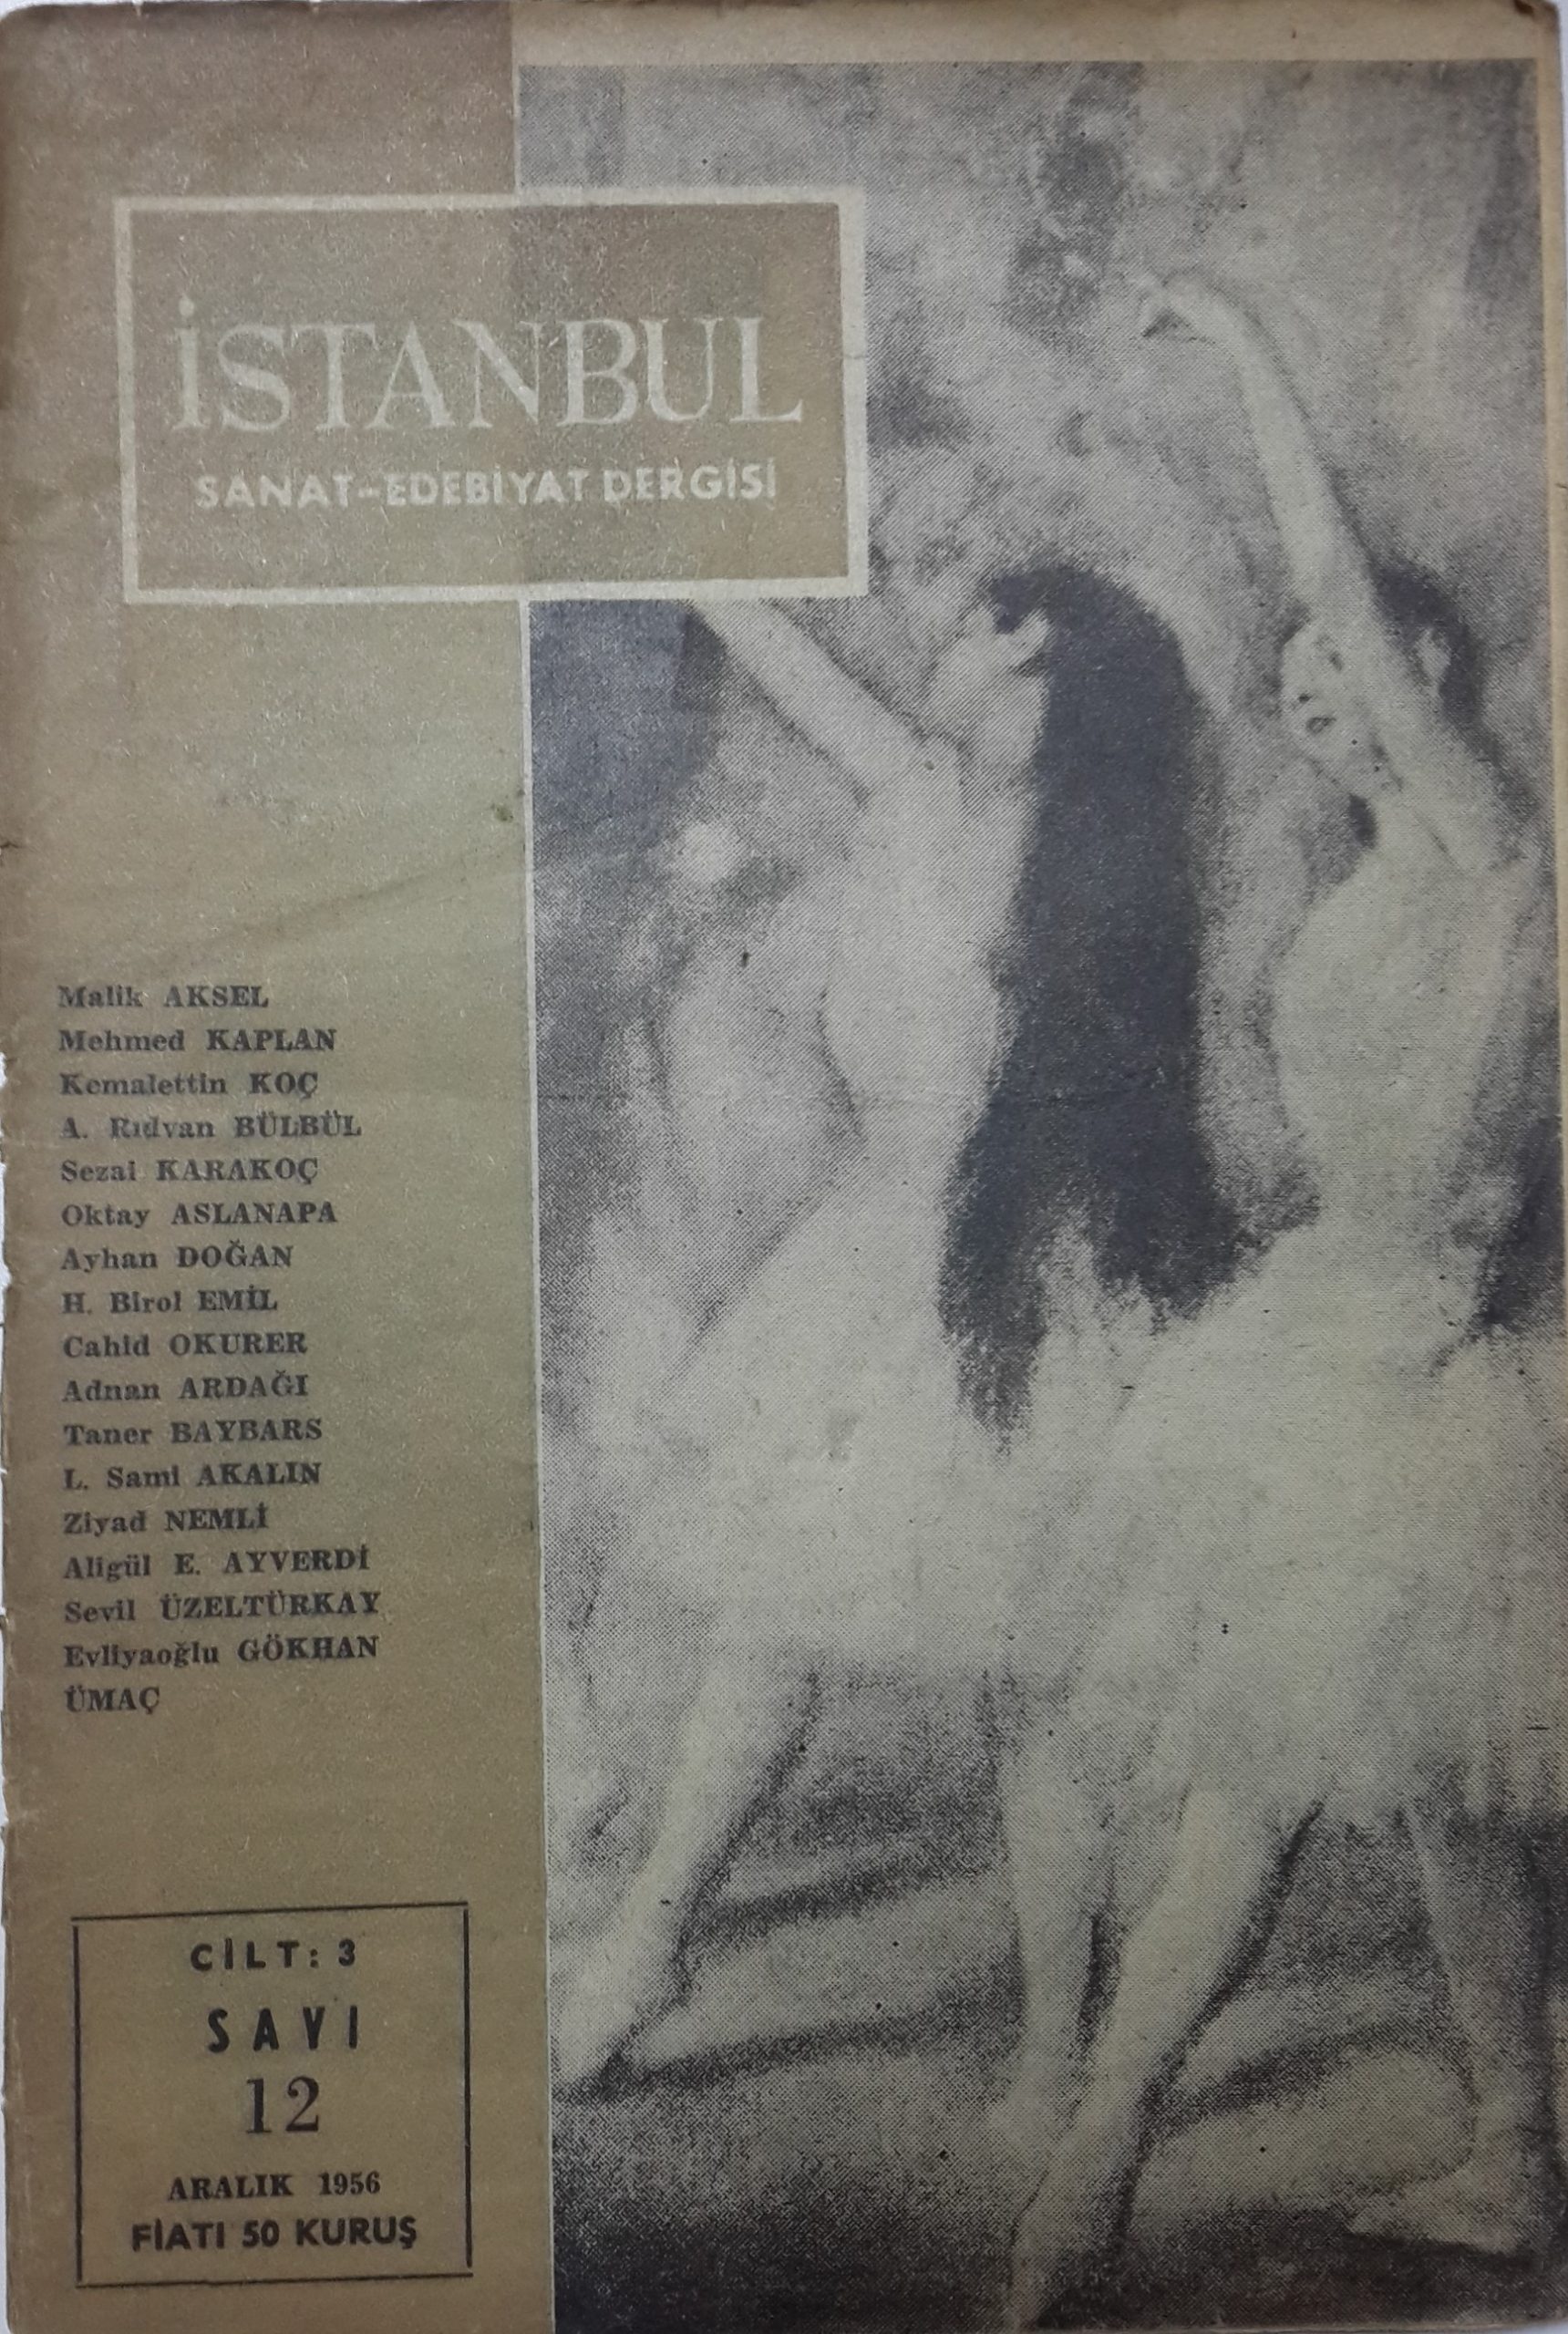 İSTANBUL
SANAT-EDEBİYAT DERGİSİ
Malik AKSEL
Mehmed KAPLAN
Kemalettin KOÇ
A. Rıdvan BÜLBÜL
Sezai KARAKOÇ
Oktay ASLANAPA
Ayhan DOĞAN
H. Birol EMİL
Cahid OKURER
Adnan ARDAĞI
Taner BAYBARS
L. Sami AKALIN
Ziyad NEMLİ
Aligül E. AYVERDİ
Sevil ÜZELTÜRKAY
Evliyaoğlu GÖKHAN
ÜMAÇ
CİLT: 3
SAYI
12
ARALIK 1956
FİATI 50 KURUŞ